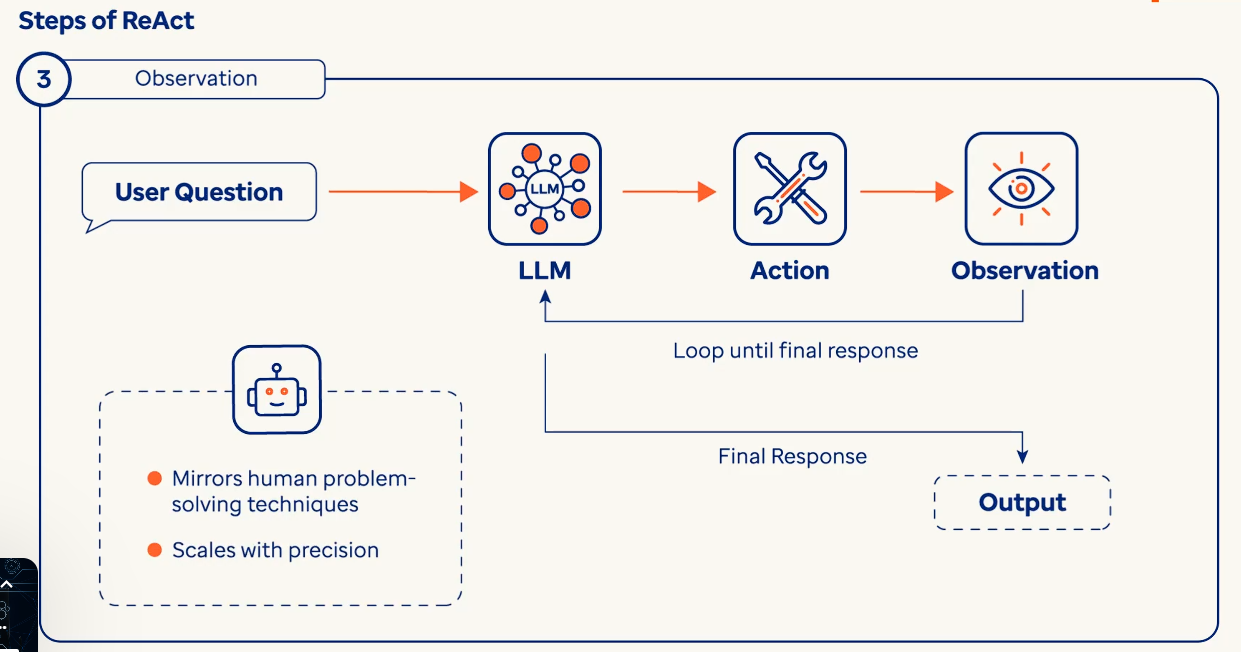 Steps of ReAct
3
Observation
User Question
LLM
LLM
Action
Observation
Loop until final response
Mirrors human problem-
solving techniques
Scales with precision
Final Response
Output